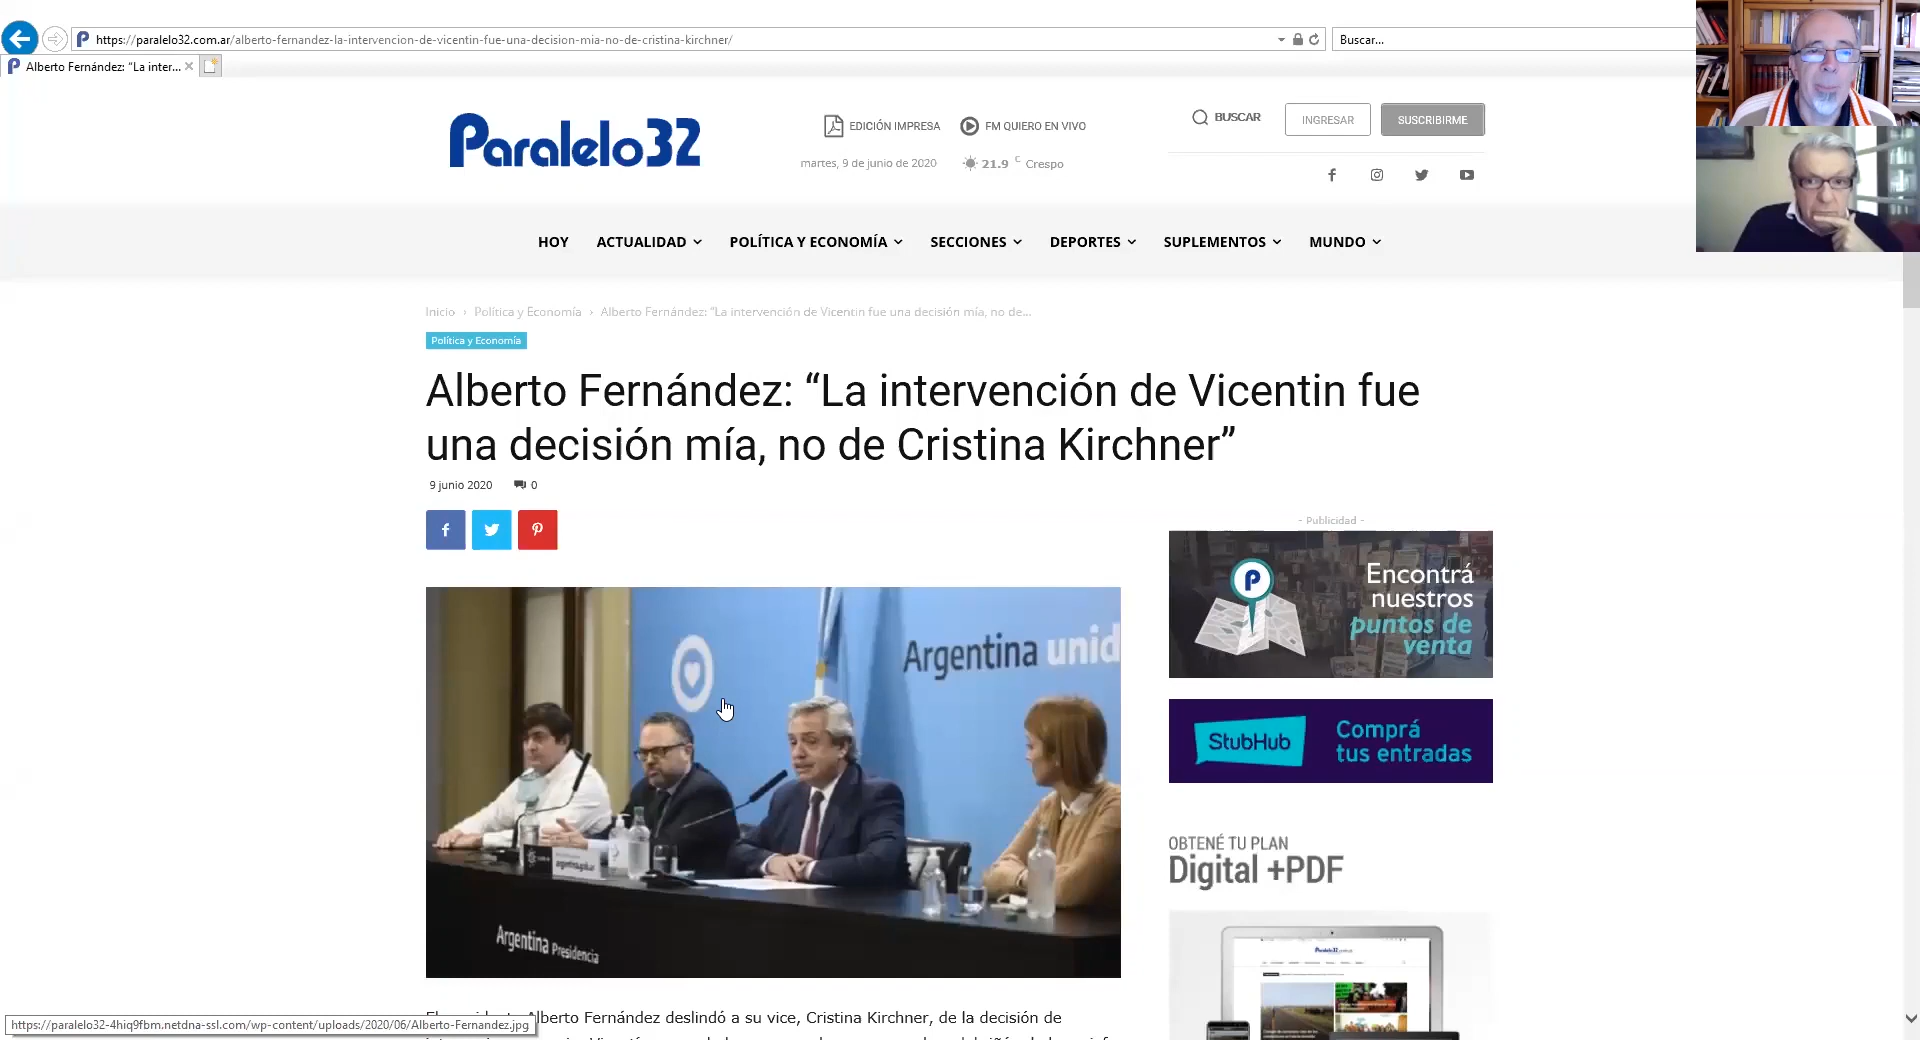 https://paralelo32.com.ar/alberto-fernandez-la-intervencion-de-vicentin-fue-una-decision-mia-no-de-cristina-kirchner/
Buscar...
Alberto Fernández: “La inter...
Paralelo32
EDICIÓN IMPRESA
FM QUIERO EN VIVO
BUSCAR
INGRESAR
SUSCRIBIRME
martes, 9 de junio de 2020
21.9 C Crespo
HOY ACTUALIDAD POLÍTICA Y ECONOMÍA SECCIONES DEPORTES SUPLEMENTOS MUNDO
Inicio › Política y Economía › Alberto Fernández: “La intervención de Vicentin fue una decisión mía, no de...
Política y Economía
Alberto Fernández: “La intervención de Vicentin fue
una decisión mía, no de Cristina Kirchner”
9 junio 2020 0
- Publicidad -
Encontrá
nuestros
puntos de
venta
Argentina unid
argentina.gob.ar
Argentina Presidencia
StubHub
Comprá
tus entradas
OBTENÉ TU PLAN
Digital +PDF
Paralelo32
Alberto Fernández deslindó a su vice, Cristina Kirchner, de la decisión de
https://paralelo32-4hiq9fbm.netdna-ssl.com/wp-content/uploads/2020/06/Alberto-Fernandez.jpg